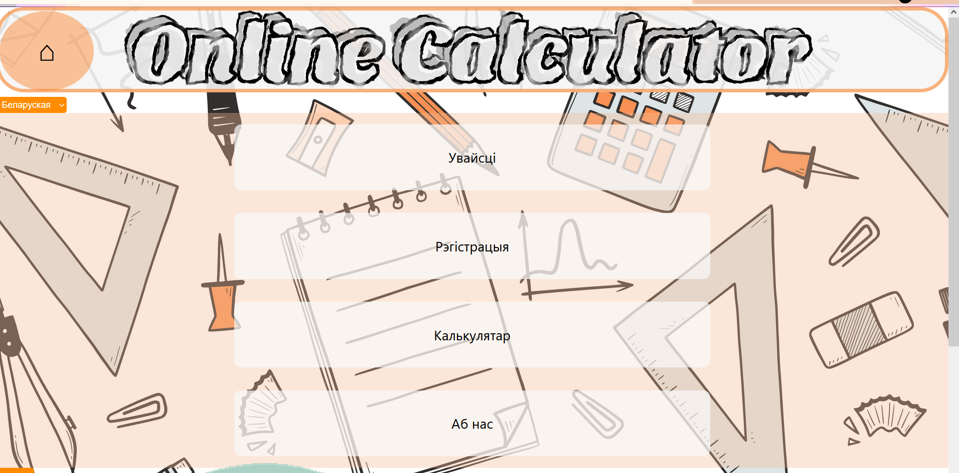 Online Calculator
Беларуская
Увайсці
Рэгістрацыя
Калькулятар
Аб нас